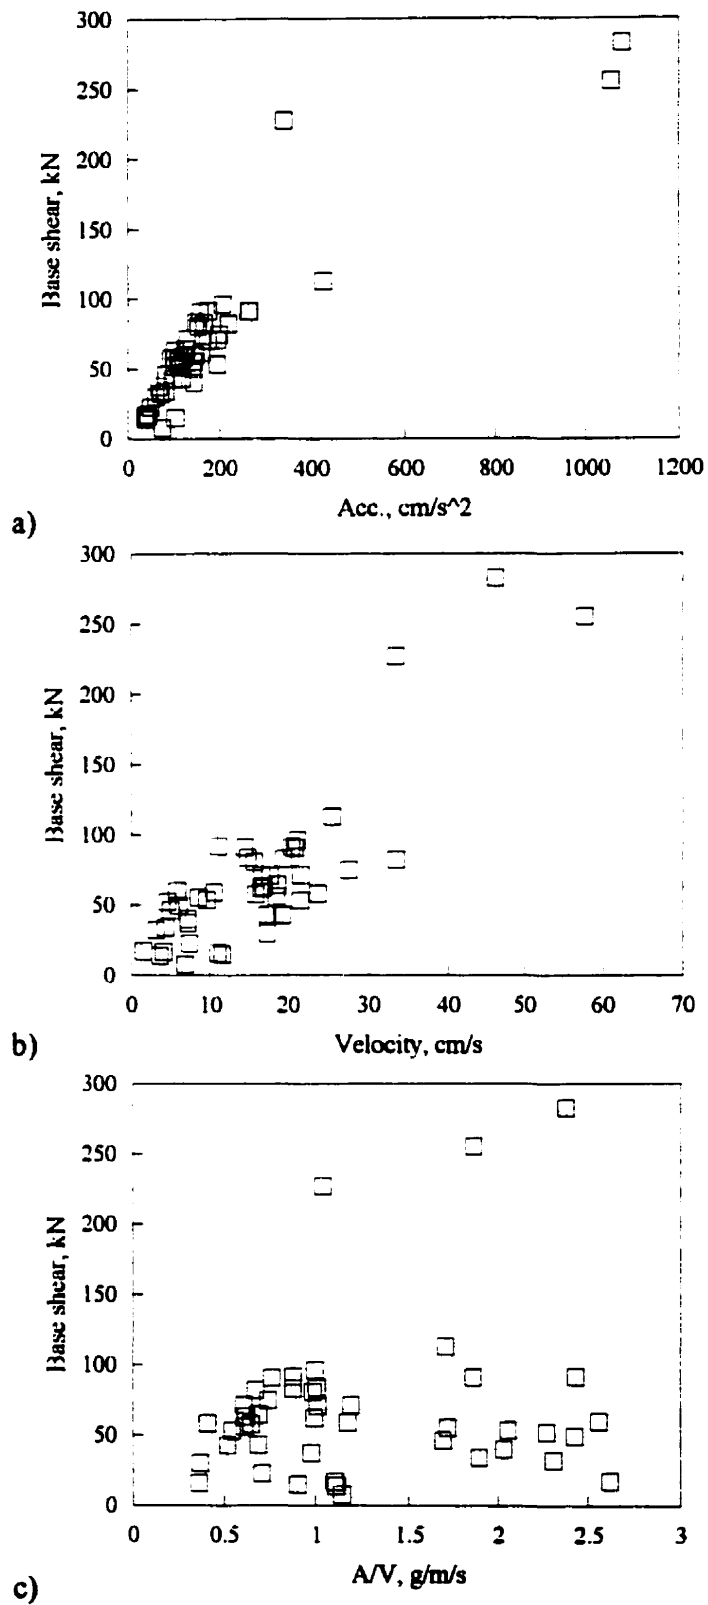 300
250
200
150
100
50
0
Base shear, kN
0 200 400 600 800 1000 1200
Acc., cm/s^2
a)
300
250
200
150
100
50
0
Base shear, kN
0 10 20 30 40 50 60 70
Velocity, cm/s
b)
300
250
200
150
100
50
0
Base shear, kN
0 0.5 1 1.5 2 2.5 3
A/V, g/m/s
c)